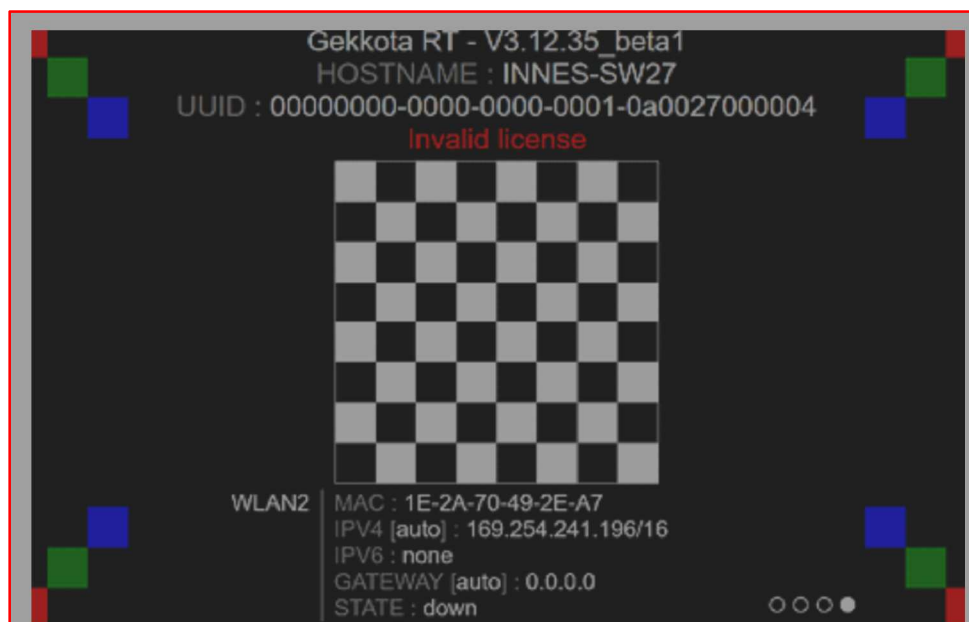 Gekkota RT - V3.12.35_beta1
HOSTNAME : INNES-SW27
UUID : 00000000-0000-0000-0001-0a0027000004
Invalid license
WLAN2
MAC : 1E-2A-70-49-2E-A7
IPV4 [auto] : 169.254.241.196/16
IPV6 : none
GATEWAY [auto] : 0.0.0.0
STATE : down